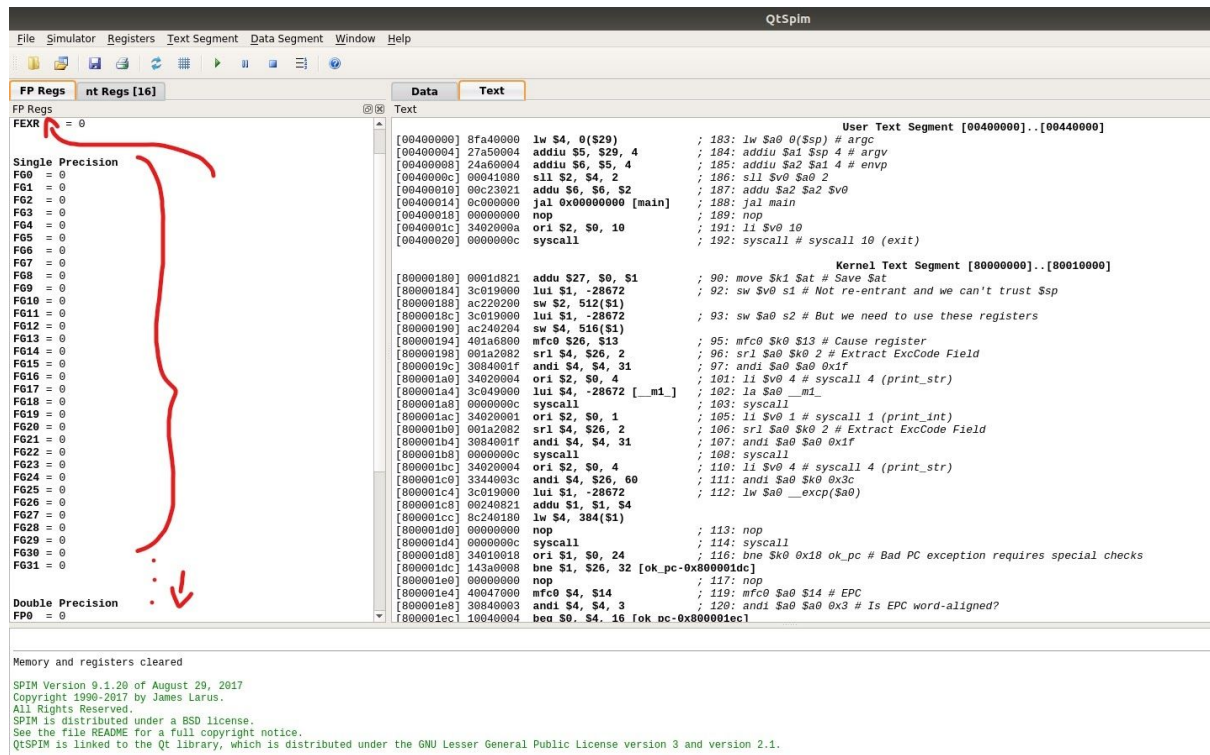 QtSpim
File Simulator Registers Text Segment Data Segment Window Help
FP Regs nt Regs [16]
FP Regs
FEXR = 0
Single Precision
FG0 = 0
FG1 = 0
FG2 = 0
FG3 = 0
FG4 = 0
FG5 = 0
FG6 = 0
FG7 = 0
FG8 = 0
FG9 = 0
FG10 = 0
FG11 = 0
FG12 = 0
FG13 = 0
FG14 = 0
FG15 = 0
FG16 = 0
FG17 = 0
FG18 = 0
FG19 = 0
FG20 = 0
FG21 = 0
FG22 = 0
FG23 = 0
FG24 = 0
FG25 = 0
FG26 = 0
FG27 = 0
FG28 = 0
FG29 = 0
FG30 = 0
FG31 = 0
Double Precision
FP0 = 0
Data Text
Text
User Text Segment [00400000]..[00440000]
[00400000] 8fa40000 lw $4, 0($29) ; 183: lw $a0 0($sp) # argc
[00400004] 27a50004 addiu $5, $29, 4 ; 184: addiu $a1 $sp 4 # argv
[00400008] 24a60004 addiu $6, $5, 4 ; 185: addiu $a2 $a1 4 # envp
[0040000c] 00041080 sll $2, $4, 2 ; 186: sll $v0 $a0 2
[00400010] 00c23021 addu $6, $6, $2 ; 187: addu $a2 $a2 $v0
[00400014] 0c000000 jal 0x00000000 [main] ; 188: jal main
[00400018] 00000000 nop ; 189: nop
[0040001c] 3402000a ori $2, $0, 10 ; 191: li $v0 10
[00400020] 0000000c syscall ; 192: syscall # syscall 10 (exit)
Kernel Text Segment [80000000]..[80010000]
[80000180] 0001d821 addu $27, $0, $1 ; 90: move $k1 $at # Save $at
[80000184] 3c019000 lui $1, -28672 ; 92: sw $v0 s1 # Not re-entrant and we can't trust $sp
[80000188] ac220200 sw $2, 512($1)
[8000018c] 3c019000 lui $1, -28672 ; 93: sw $a0 s2 # But we need to use these registers
[80000190] ac240204 sw $4, 516($1)
[80000194] 401a6800 mfc0 $26, $13 ; 95: mfc0 $k0 $13 # Cause register
[80000198] 001a2082 srl $4, $26, 2 ; 96: srl $a0 $k0 2 # Extract ExcCode Field
[8000019c] 3084001f andi $4, $4, 31 ; 97: andi $a0 $a0 0x1f
[800001a0] 34020004 ori $2, $0, 4 ; 101: li $v0 4 # syscall 4 (print_str)
[800001a4] 3c049000 lui $4, -28672 [__m1_] ; 102: la $a0 __m1_
[800001a8] 0000000c syscall ; 103: syscall
[800001ac] 34020001 ori $2, $0, 1 ; 105: li $v0 1 # syscall 1 (print_int)
[800001b0] 001a2082 srl $4, $26, 2 ; 106: srl $a0 $k0 2 # Extract ExcCode Field
[800001b4] 3084001f andi $4, $4, 31 ; 107: andi $a0 $a0 0x1f
[800001b8] 0000000c syscall ; 108: syscall
[800001bc] 34020004 ori $2, $0, 4 ; 110: li $v0 4 # syscall 4 (print_str)
[800001c0] 3344003c andi $4, $26, 60 ; 111: andi $a0 $k0 0x3c
[800001c4] 3c019000 lui $1, -28672 ; 112: lw $a0 __excp($a0)
[800001c8] 00240821 addu $1, $1, $4
[800001cc] 8c240180 lw $4, 384($1)
[800001d0] 00000000 nop ; 113: nop
[800001d4] 0000000c syscall ; 114: syscall
[800001d8] 34010018 ori $1, $0, 24 ; 116: bne $k0 0x18 ok_pc # Bad PC exception requires special checks
[800001dc] 143a0008 bne $1, $26, 32 [ok_pc-0x800001dc]
[800001e0] 00000000 nop ; 117: nop
[800001e4] 40047000 mfc0 $4, $14 ; 119: mfc0 $a0 $14 # EPC
[800001e8] 30840003 andi $4, $4, 3 ; 120: andi $a0 $a0 0x3 # Is EPC word-aligned?
[800001ec] 10040004 beq $0, $4, 16 [ok_pc-0x800001ec]
Memory and registers cleared
SPIM Version 9.1.20 of August 29, 2017
Copyright 1990-2017 by James Larus.
All Rights Reserved.
SPIM is distributed under a BSD license.
See the file README for a full copyright notice.
QtSPIM is linked to the Qt library, which is distributed under the GNU Lesser General Public License version 3 and version 2.1.